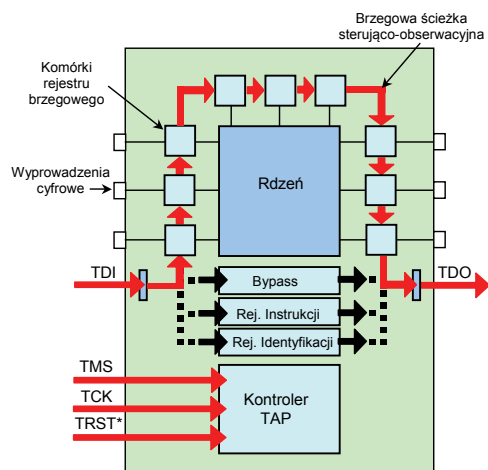 Brzegowa ścieżka
sterująco-obserwacyjna
Komórki
rejestru
brzegowego
Wyprowadzenia
cyfrowe
Rdzeń
TDI
TDO
Bypass
Rej. Instrukcji
Rej. Identyfikacji
TMS
TCK
TRST*
Kontroler
TAP